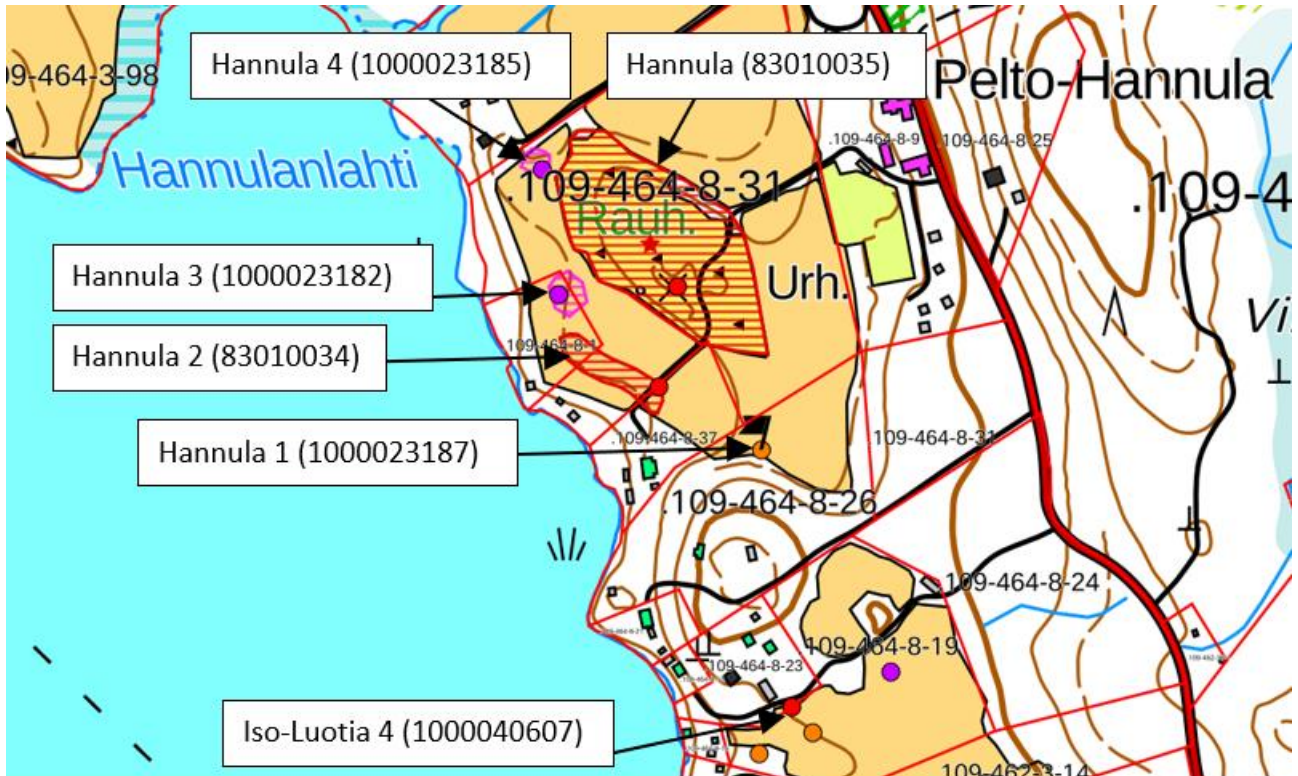 Hannula 4 (1000023185)
Hannula (83010035)
Pelto-Hannula
09-464-3-98
.109-464-8-9
.109-464-8-25
Hannulanlahti
.109-464-8-31
.109-4
Rauh.
Hannula 3 (1000023182)
Urh.
Hannula 2 (83010034)
109-464-8-1
.109-464-8-37
.109-464-8-31
Hannula 1 (1000023187)
.109-464-8-26
.109-464-8-24
.109-464-8-19
.109-464-8-23
Iso-Luotia 4 (1000040607)
109-462-3-14